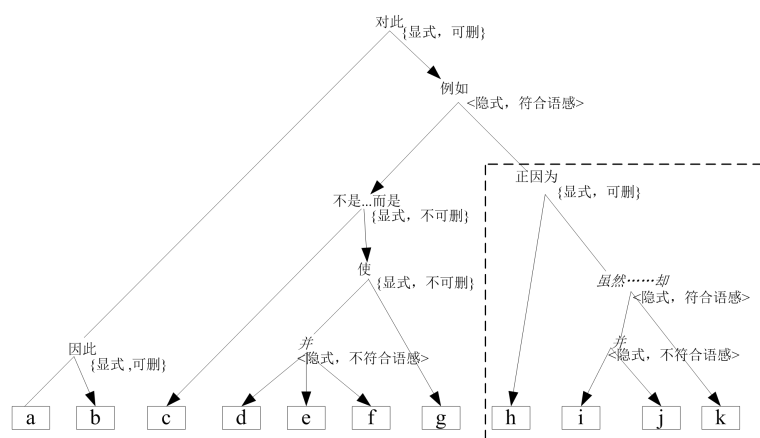 对此
{显式，可删}
例如
<隐式，符合语感>
正因为
{显式，可删}
不是...而是
{显式，不可删}
使
{显式，不可删}
虽然……却
<隐式，符合语感>
因此
{显式 ,可删}
并
<隐式，不符合语感>
并
<隐式，不符合语感>
a b c d e f g h i j k